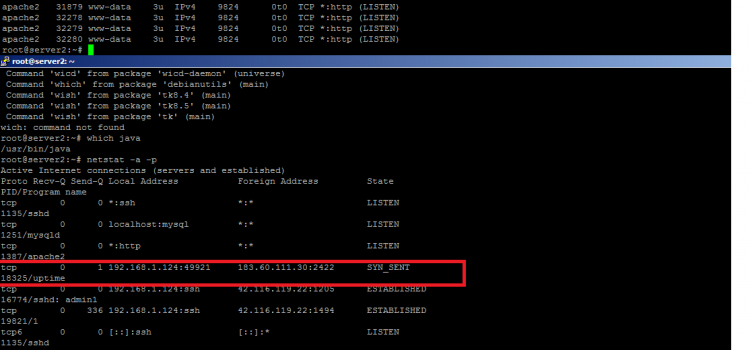 apache2 31879 www-data 3u IPv4 9824 0t0 TCP *:http (LISTEN)
apache2 32278 www-data 3u IPv4 9824 0t0 TCP *:http (LISTEN)
apache2 32279 www-data 3u IPv4 9824 0t0 TCP *:http (LISTEN)
apache2 32280 www-data 3u IPv4 9824 0t0 TCP *:http (LISTEN)
root@server2:~#
root@server2: ~
Command 'wicd' from package 'wicd-daemon' (universe)
Command 'which' from package 'debianutils' (main)
Command 'wish' from package 'tk8.4' (main)
Command 'wish' from package 'tk8.5' (main)
Command 'wish' from package 'tk' (main)
wich: command not found
root@server2:~# which java
/usr/bin/java
root@server2:~# netstat -a -p
Active Internet connections (servers and established)
Proto Recv-Q Send-Q Local Address Foreign Address State
PID/Program name
tcp 0 0 *:ssh *:* LISTEN
1135/sshd
tcp 0 0 localhost:mysql *:* LISTEN
1251/mysqld
tcp 0 0 *:http *:* LISTEN
1387/apache2
tcp 0 1 192.168.1.124:49921 183.60.111.30:2422 SYN_SENT
18325/uptime
tcp 0 0 192.168.1.124:ssh 42.116.119.22:1205 ESTABLISHED
16774/sshd: admin1
tcp 0 336 192.168.1.124:ssh 42.116.119.22:1494 ESTABLISHED
19821/1
tcp6 0 0 [::]:ssh [::]:* LISTEN
1135/sshd